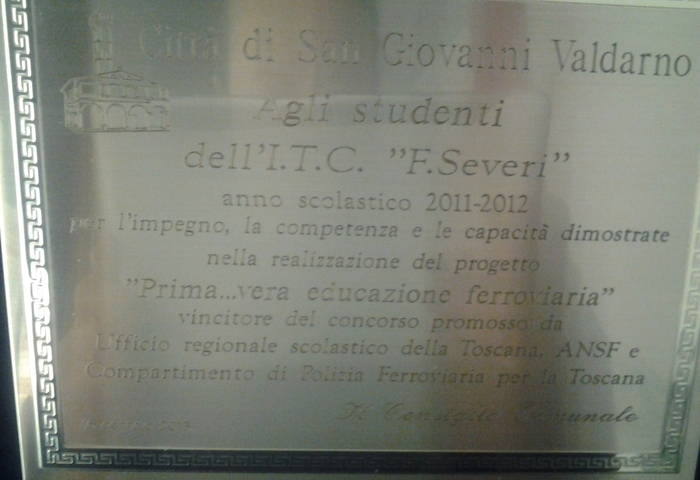 Città di San Giovanni Valdarno
Agli studenti
dell'I.T.C. "F.Severi"
anno scolastico 2011-2012
per l'impegno, la competenza e le capacità dimostrate
nella realizzazione del progetto
"Prima...vera educazione ferroviaria"
vincitore del concorso promosso da
Ufficio regionale scolastico della Toscana, ANSF e
Compartimento di Polizia Ferroviaria per la Toscana
Il Consiglio Comunale